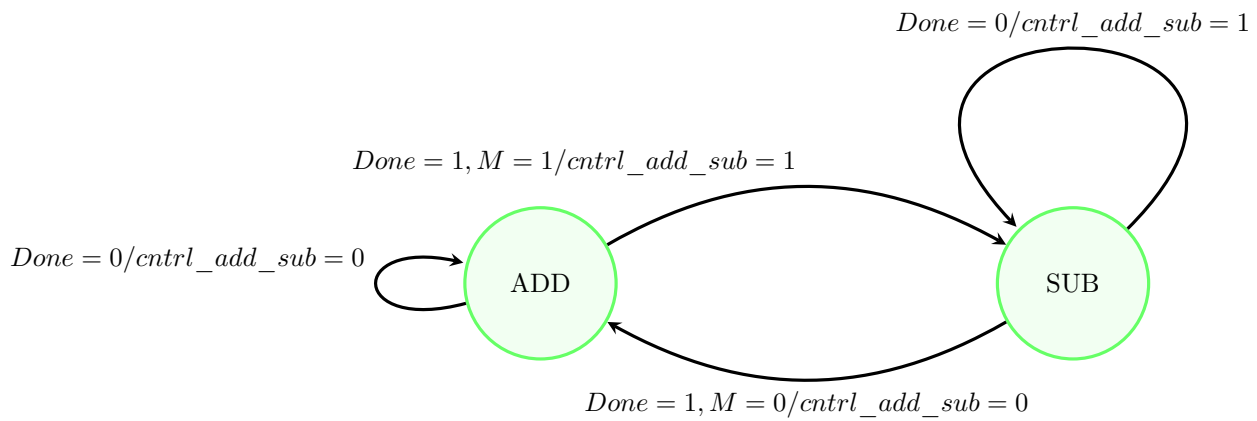 Done = 0/cntrl_add_sub = 1
Done = 1, M = 1/cntrl_add_sub = 1
Done = 0/cntrl_add_sub = 0
ADD
SUB
Done = 1, M = 0/cntrl_add_sub = 0